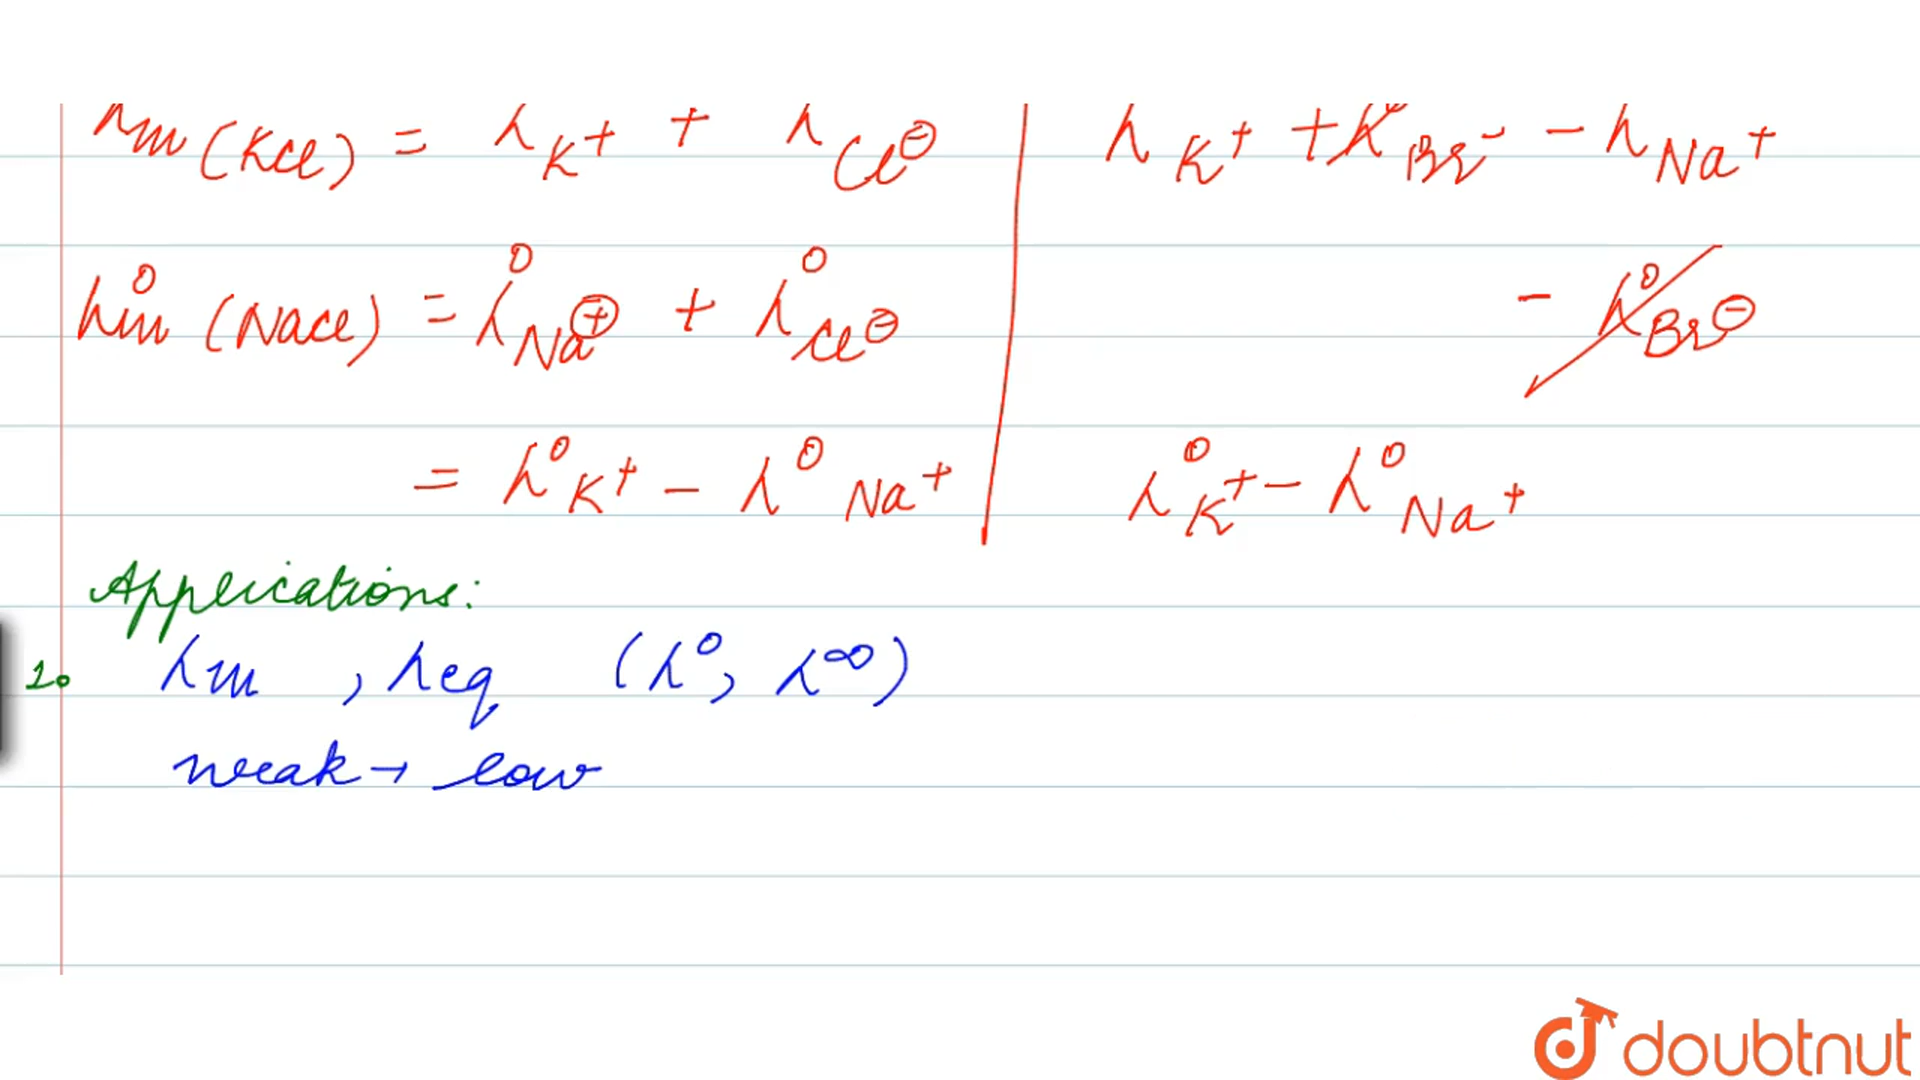 λm (KCl) = λK+ + λCl⊖
λ°m (NaCl) = λ°Na⊕ + λ°Cl⊖
= λ°K+ - λ°Na+
λK+ + λ°Br- - λNa+
- λ°Br⊖
λ°K+ - λ°Na+
Applications:
1. λm , λeq (λ°, λ∞)
weak → low
doubtnut